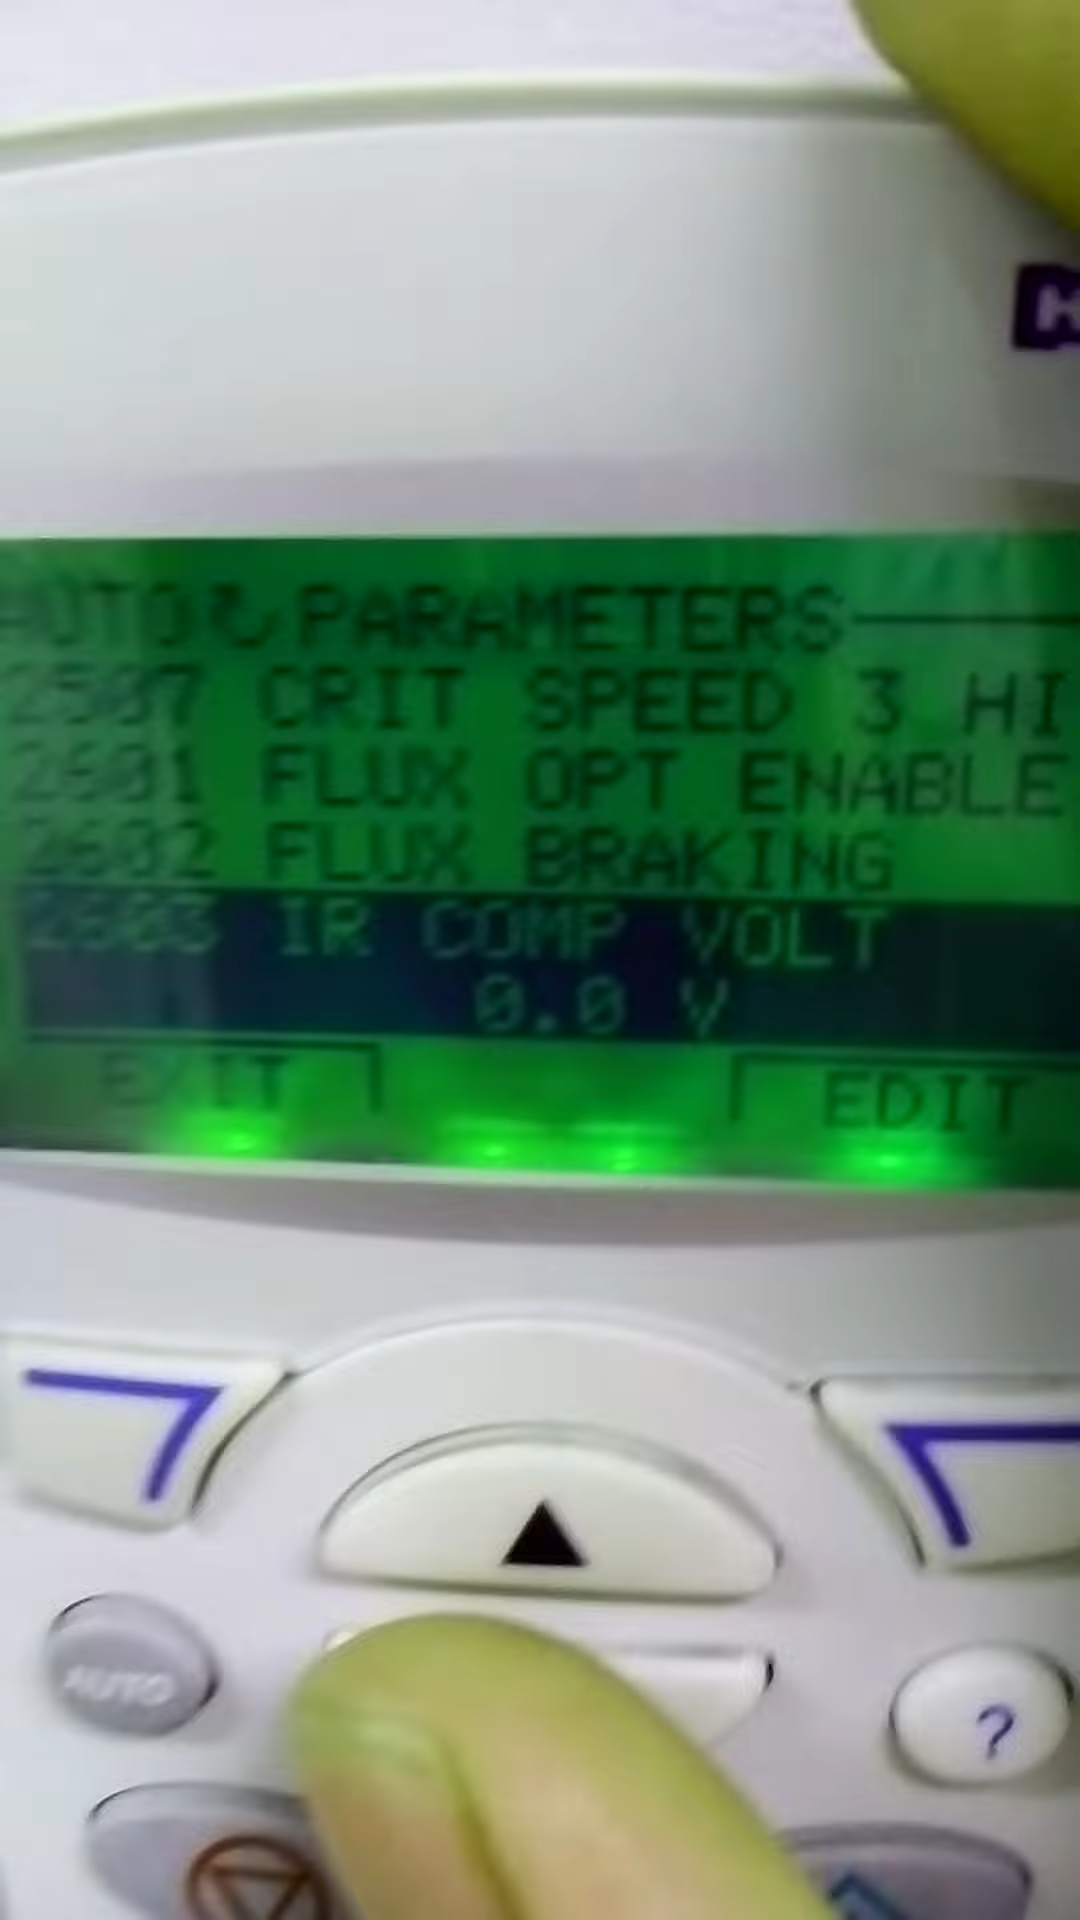 AUTO↻ PARAMETERS
2507 CRIT SPEED 3 HI
2601 FLUX OPT ENABLE
2602 FLUX BRAKING
2603 IR COMP VOLT
0.0 V
EXIT EDIT
AUTO
?